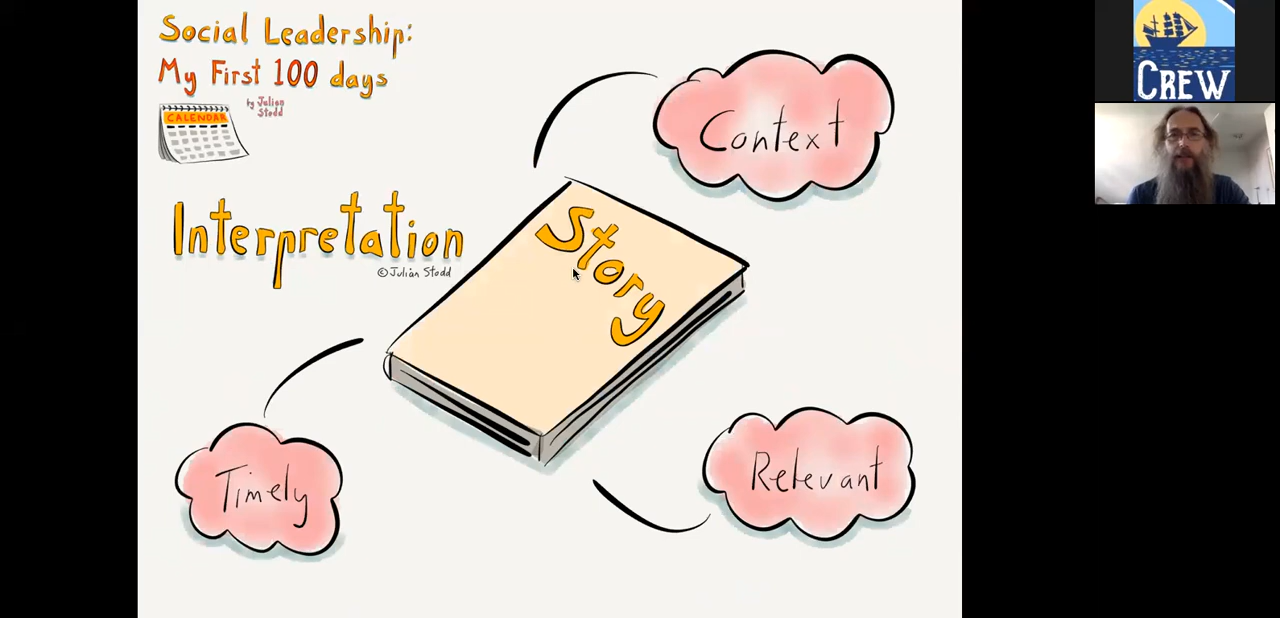 Social Leadership:
My First 100 days
by Julian
Stodd
CALENDAR
Interpretation
© Julian Stodd
Story
Context
Timely
Relevant
CREW